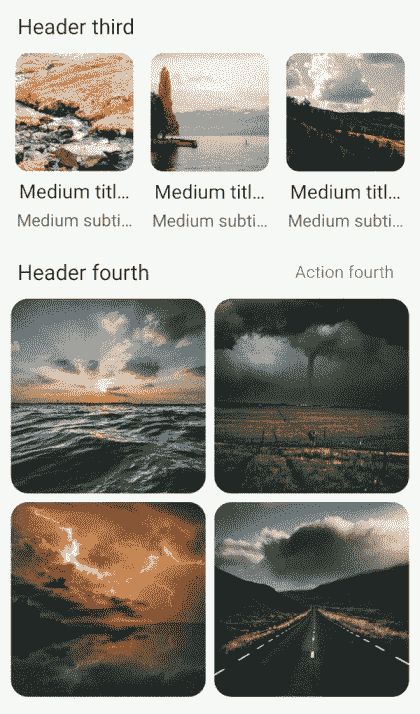 Header third
Medium titl... Medium titl... Medium titl...
Medium subti... Medium subti... Medium subti...
Header fourth Action fourth